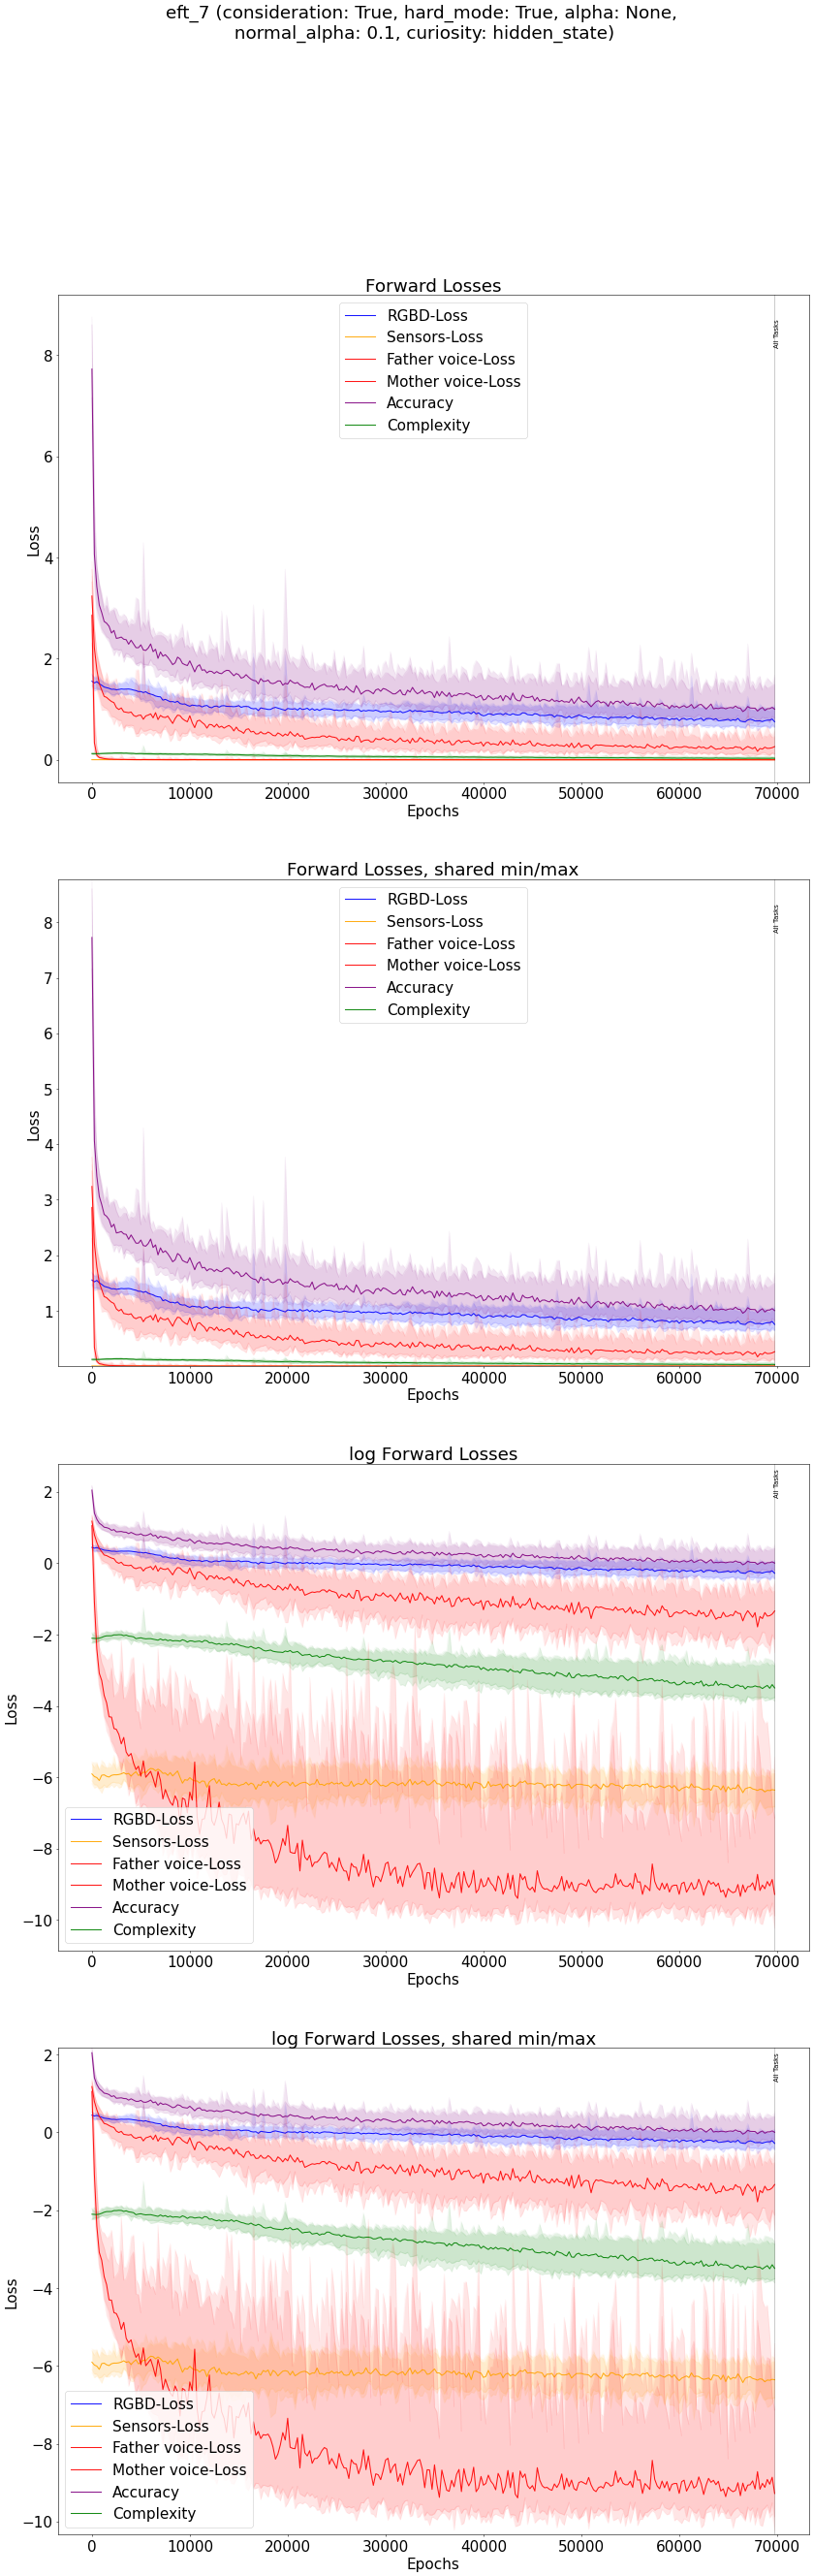 eft_7 (consideration: True, hard_mode: True, alpha: None,
normal_alpha: 0.1, curiosity: hidden_state)
Forward Losses
RGBD-Loss
Sensors-Loss
Father voice-Loss
Mother voice-Loss
Accuracy
Complexity
All Tasks
8
6
4
2
0
Loss
0 10000 20000 30000 40000 50000 60000 70000
Epochs
Forward Losses, shared min/max
RGBD-Loss
Sensors-Loss
Father voice-Loss
Mother voice-Loss
Accuracy
Complexity
All Tasks
8
7
6
5
4
3
2
1
Loss
0 10000 20000 30000 40000 50000 60000 70000
Epochs
log Forward Losses
All Tasks
2
0
−2
−4
−6
−8
−10
Loss
RGBD-Loss
Sensors-Loss
Father voice-Loss
Mother voice-Loss
Accuracy
Complexity
0 10000 20000 30000 40000 50000 60000 70000
Epochs
log Forward Losses, shared min/max
All Tasks
2
0
−2
−4
−6
−8
−10
Loss
RGBD-Loss
Sensors-Loss
Father voice-Loss
Mother voice-Loss
Accuracy
Complexity
0 10000 20000 30000 40000 50000 60000 70000
Epochs